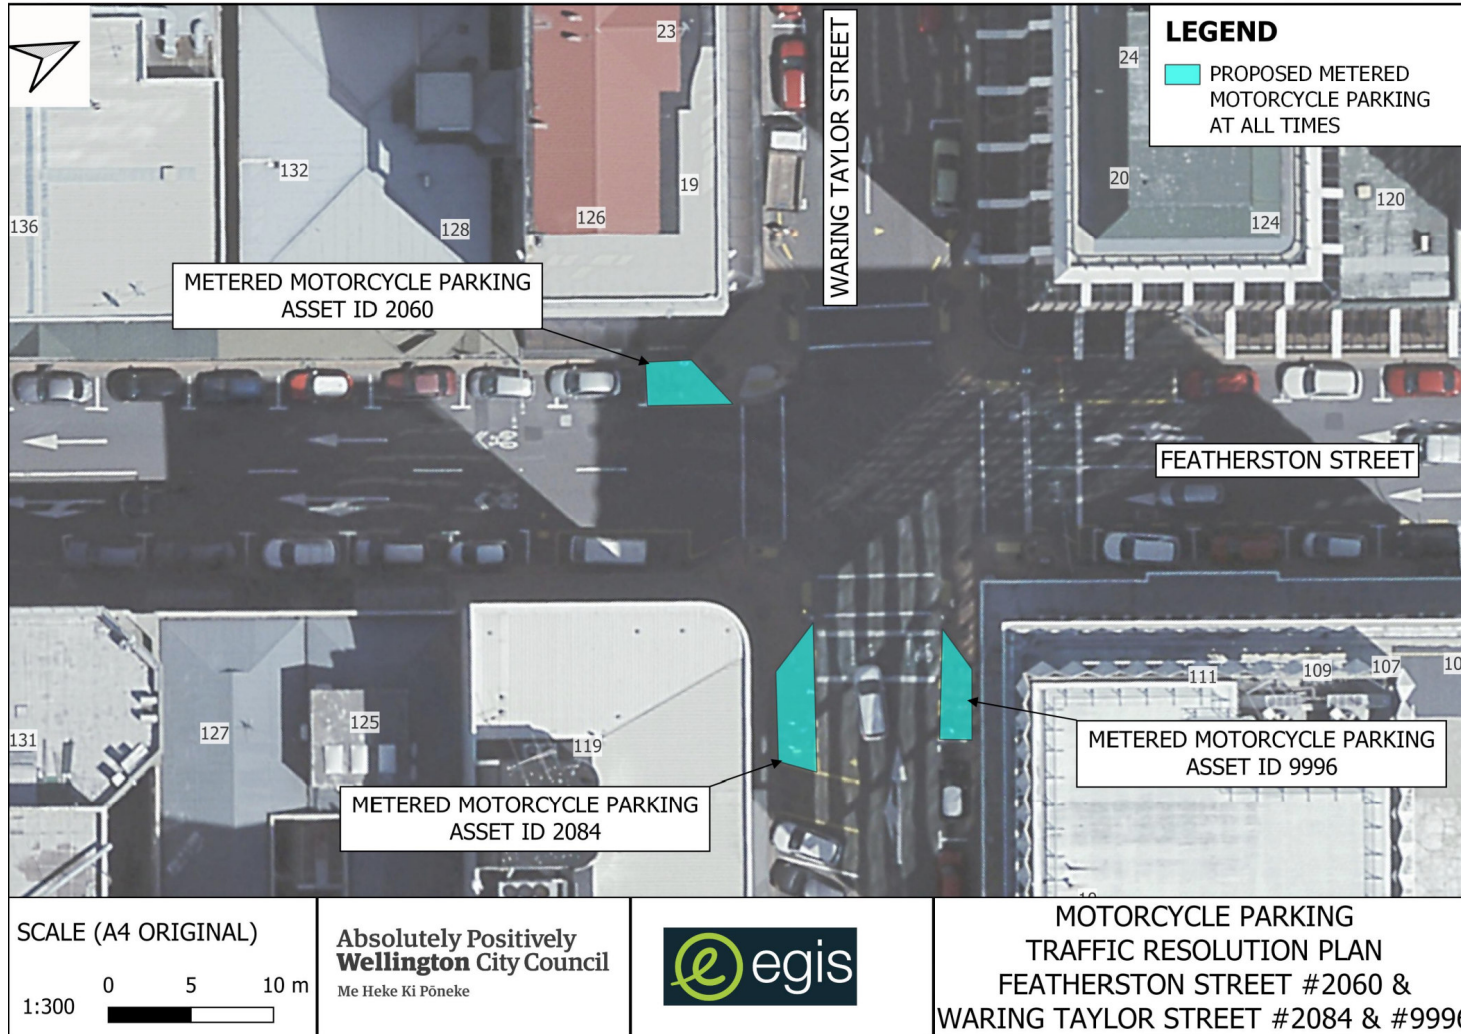 WARING TAYLOR STREET
LEGEND
PROPOSED METERED
MOTORCYCLE PARKING
AT ALL TIMES
23
24
132
19
20
120
136
128
126
124
METERED MOTORCYCLE PARKING
ASSET ID 2060
FEATHERSTON STREET
111
109
107
10
131
127
125
119
METERED MOTORCYCLE PARKING
ASSET ID 9996
METERED MOTORCYCLE PARKING
ASSET ID 2084
SCALE (A4 ORIGINAL)
1:300
0 5 10 m
Absolutely Positively
Wellington City Council
Me Heke Ki Pōneke
e egis
MOTORCYCLE PARKING
TRAFFIC RESOLUTION PLAN
FEATHERSTON STREET #2060 &
WARING TAYLOR STREET #2084 & #9996